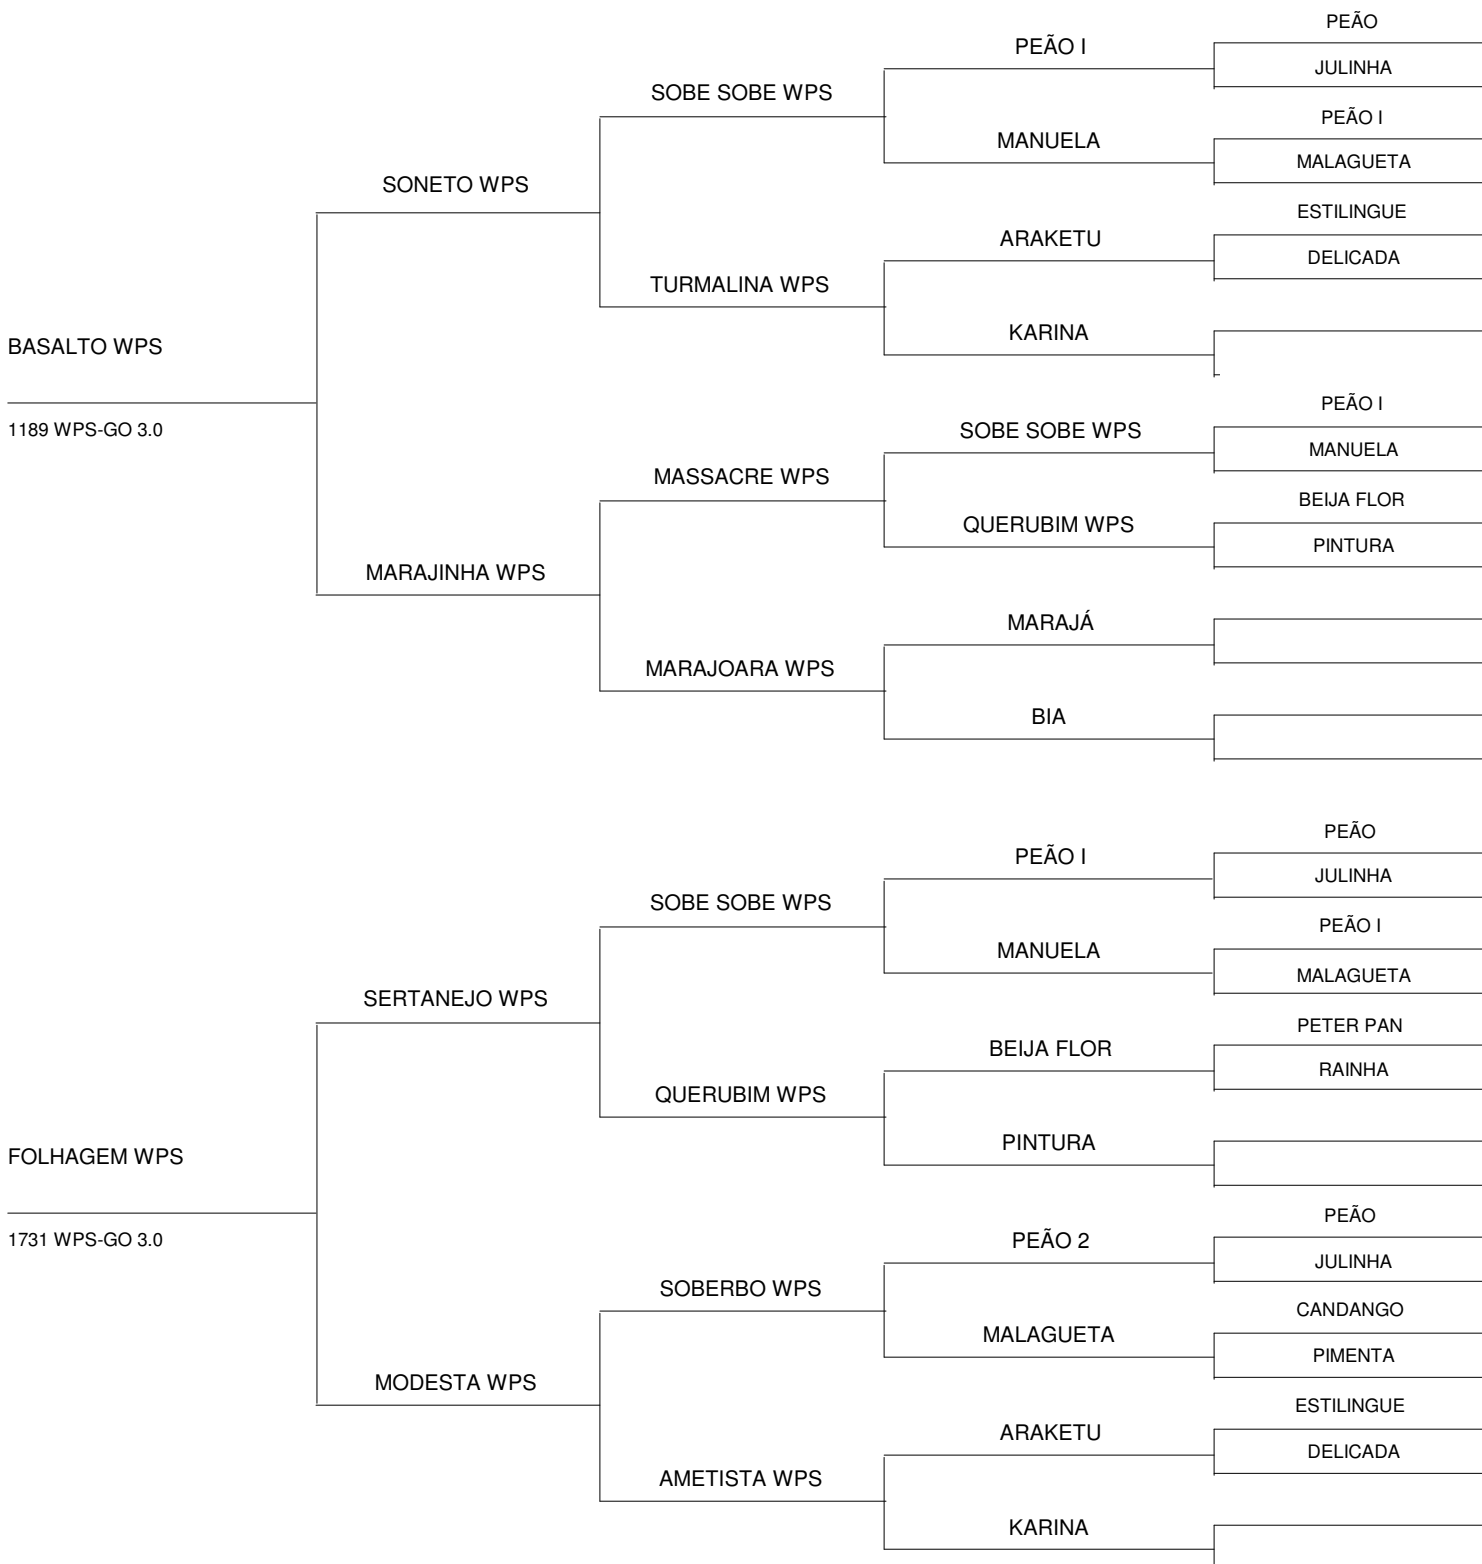 PEÃO
PEÃO I
JULINHA
SOBE SOBE WPS
PEÃO I
MANUELA
MALAGUETA
SONETO WPS
ESTILINGUE
ARAKETU
DELICADA
TURMALINA WPS
KARINA
BASALTO WPS
PEÃO I
1189 WPS-GO 3.0
SOBE SOBE WPS
MANUELA
MASSACRE WPS
BEIJA FLOR
QUERUBIM WPS
PINTURA
MARAJINHA WPS
MARAJÁ
MARAJOARA WPS
BIA
PEÃO
PEÃO I
JULINHA
SOBE SOBE WPS
PEÃO I
MANUELA
MALAGUETA
SERTANEJO WPS
PETER PAN
BEIJA FLOR
RAINHA
QUERUBIM WPS
PINTURA
FOLHAGEM WPS
PEÃO
1731 WPS-GO 3.0
PEÃO 2
JULINHA
SOBERBO WPS
CANDANGO
MALAGUETA
PIMENTA
MODESTA WPS
ESTILINGUE
ARAKETU
DELICADA
AMETISTA WPS
KARINA